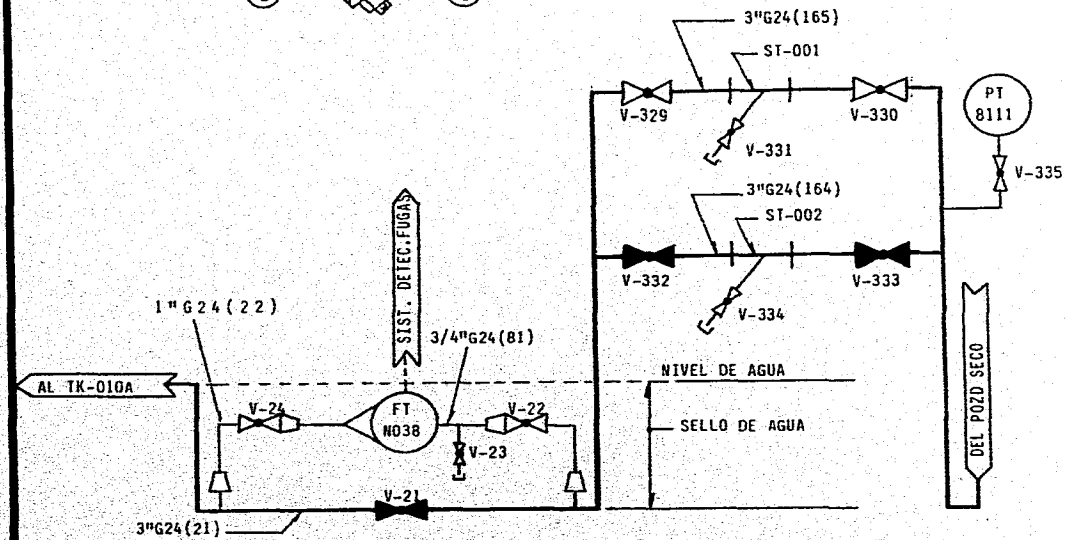 3"G24(165)
ST-001
PT
8111
V-329
V-330
V-331
V-335
3"G24(164)
ST-002
V-332
V-333
V-334
SIST. DETEC.FUGAS
1"G24(22)
3/4"G24(81)
NIVEL DE AGUA
AL TK-010A
V-24
FT
N038
V-22
SELLO DE AGUA
V-23
DEL POZO SECO
V-21
3"G24(21)